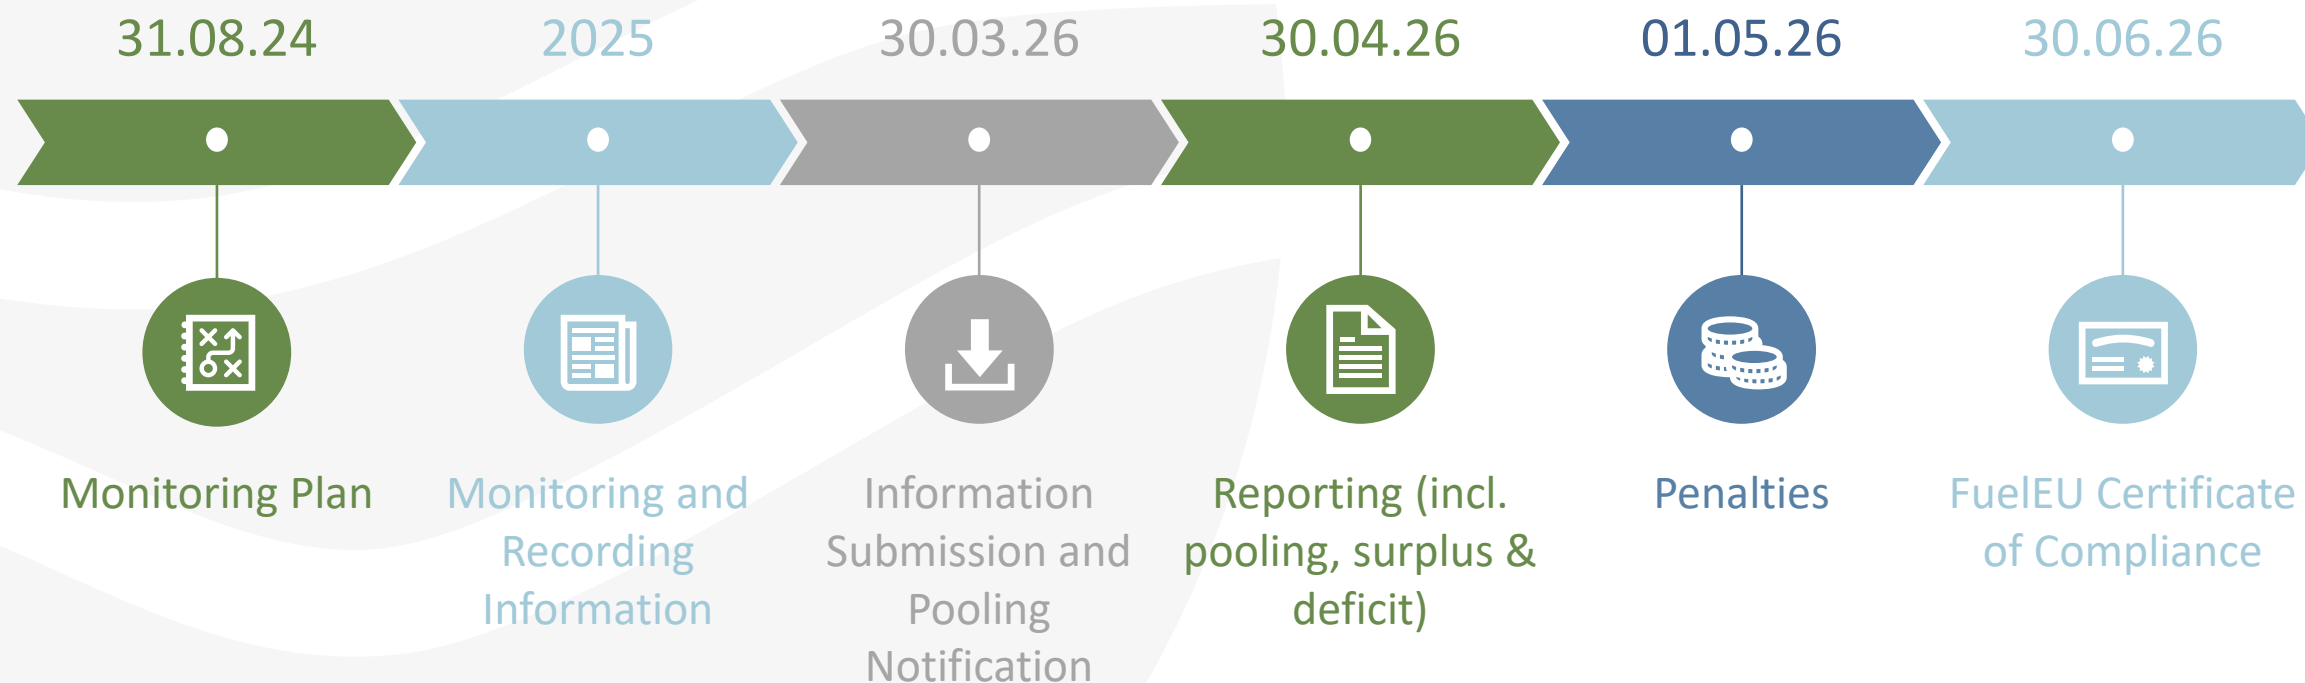 31.08.24
2025
30.03.26
30.04.26
01.05.26
30.06.26
Monitoring Plan
Monitoring and
Recording
Information
Information
Submission and
Pooling
Notification
Reporting (incl.
pooling, surplus &
deficit)
Penalties
FuelEU Certificate
of Compliance